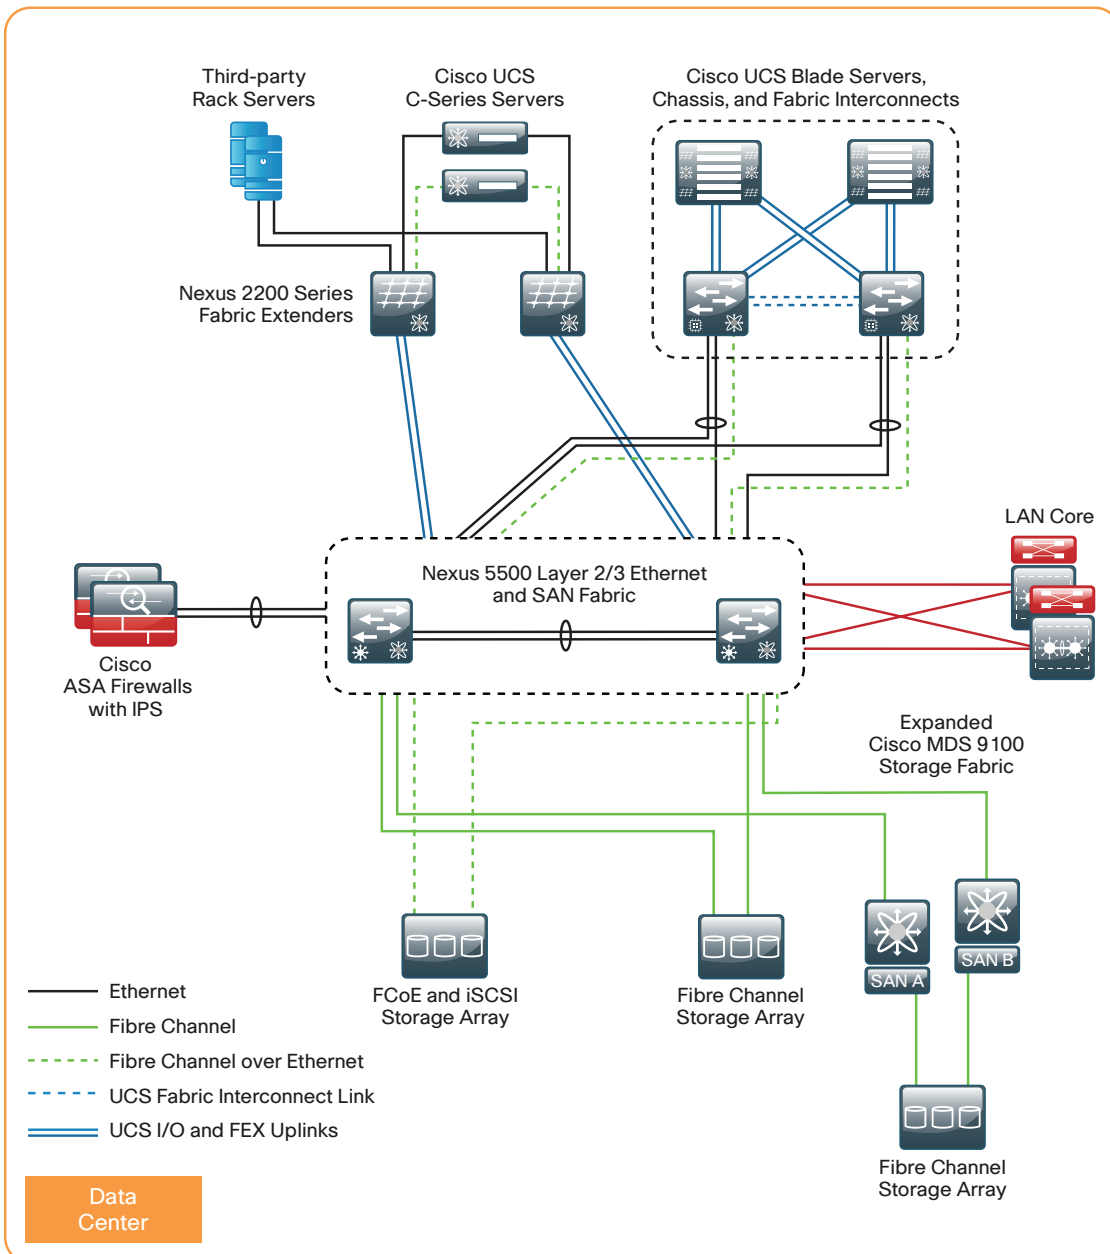 Third-party
Rack Servers
Cisco UCS
C-Series Servers
Cisco UCS Blade Servers,
Chassis, and Fabric Interconnects
Nexus 2200 Series
Fabric Extenders
LAN Core
Nexus 5500 Layer 2/3 Ethernet
and SAN Fabric
Cisco
ASA Firewalls
with IPS
Expanded
Cisco MDS 9100
Storage Fabric
SAN B
SAN A
FCoE and iSCSI
Storage Array
Fibre Channel
Storage Array
Ethernet
Fibre Channel
Fibre Channel over Ethernet
UCS Fabric Interconnect Link
UCS I/O and FEX Uplinks
Fibre Channel
Storage Array
Data
Center